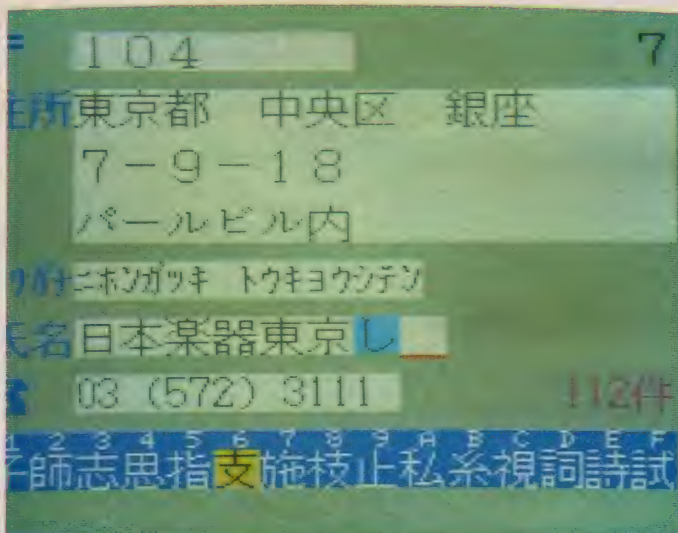 〒 104 7
住所 東京都 中央区 銀座
7-9-18
パールビル内
フリガナ ニホンガッキ トウキョウシテン
氏名 日本楽器東京し_
☎ 03 (572) 3111 112件
1 2 3 4 5 6 7 8 9 A B C D E F
子師志思指支施枝止私糸視詞詩試